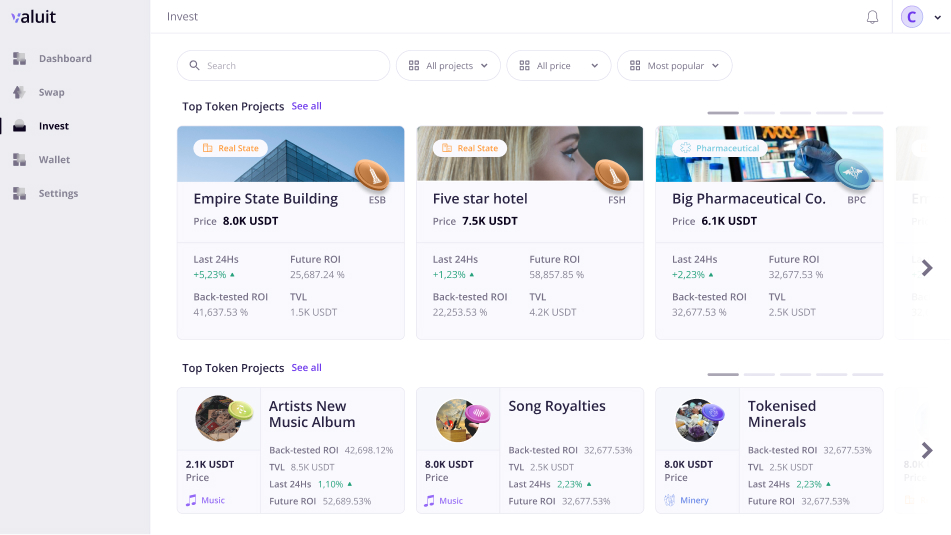 valuit
Invest
C
Dashboard
Swap
Invest
Wallet
Settings
Search
All projects
All price
Most popular
Top Token Projects See all
Real State
Empire State Building
ESB
Price 8.0K USDT
Last 24Hs
+5,23%
Future ROI
25,687.24 %
Back-tested ROI
41,637.53 %
TVL
1.5K USDT
Real State
Five star hotel
FSH
Price 7.5K USDT
Last 24Hs
+1,23%
Future ROI
58,857.85 %
Back-tested ROI
22,253.53 %
TVL
4.2K USDT
Pharmaceutical
Big Pharmaceutical Co.
BPC
Price 6.1K USDT
Last 24Hs
+2,23%
Future ROI
32,677.53 %
Back-tested ROI
32,677.53 %
TVL
2.5K USDT
Top Token Projects See all
Artists New
Music Album
2.1K USDT
Price
Music
Back-tested ROI 42,698.12%
TVL 8.5K USDT
Last 24Hs 1,10%
Future ROI 52,689.53%
Song Royalties
8.0K USDT
Price
Music
Back-tested ROI 32,677.53%
TVL 2.5K USDT
Last 24Hs 2,23%
Future ROI 32,677.53%
Tokenised
Minerals
8.0K USDT
Price
Minery
Back-tested ROI 32,677.53%
TVL 2.5K USDT
Last 24Hs 2,23%
Future ROI 32,677.53%